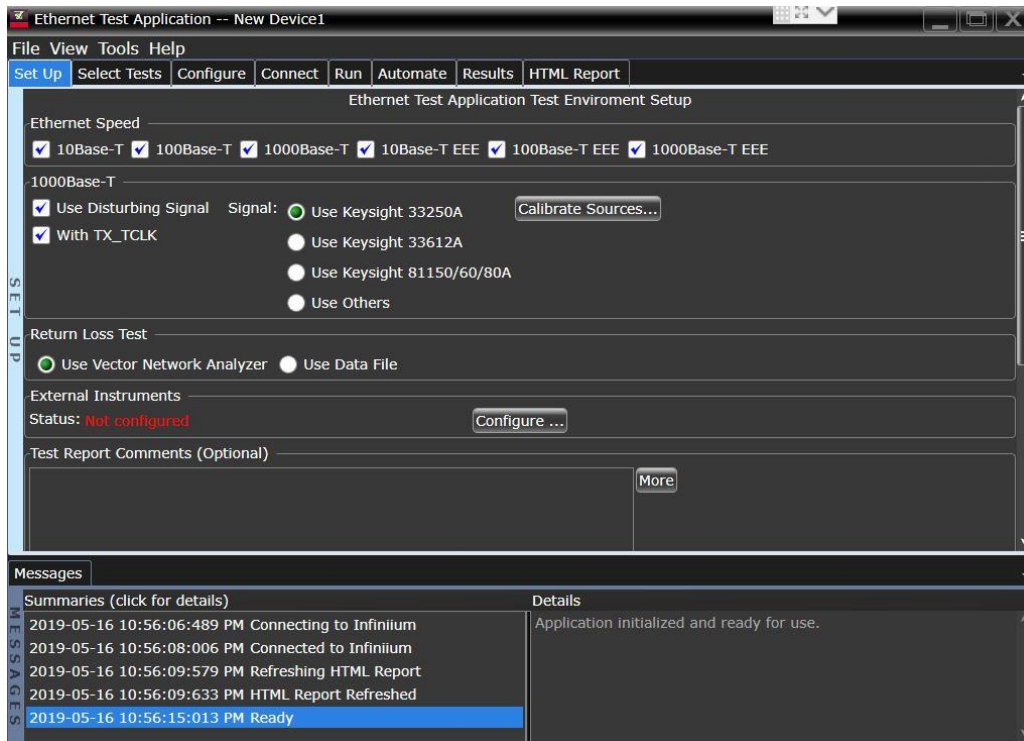 Ethernet Test Application -- New Device1
File View Tools Help
Set Up Select Tests Configure Connect Run Automate Results HTML Report
Ethernet Test Application Test Enviroment Setup
Ethernet Speed
10Base-T 100Base-T 1000Base-T 10Base-T EEE 100Base-T EEE 1000Base-T EEE
1000Base-T
Use Disturbing Signal Signal: Use Keysight 33250A Calibrate Sources...
With TX_TCLK Use Keysight 33612A
Use Keysight 81150/60/80A
Use Others
SET UP
Return Loss Test
Use Vector Network Analyzer Use Data File
External Instruments
Status: Not configured Configure ...
Test Report Comments (Optional)
More
Messages
MESSAGES
Summaries (click for details) Details
2019-05-16 10:56:06:489 PM Connecting to Infiniium Application initialized and ready for use.
2019-05-16 10:56:08:006 PM Connected to Infiniium
2019-05-16 10:56:09:579 PM Refreshing HTML Report
2019-05-16 10:56:09:633 PM HTML Report Refreshed
2019-05-16 10:56:15:013 PM Ready